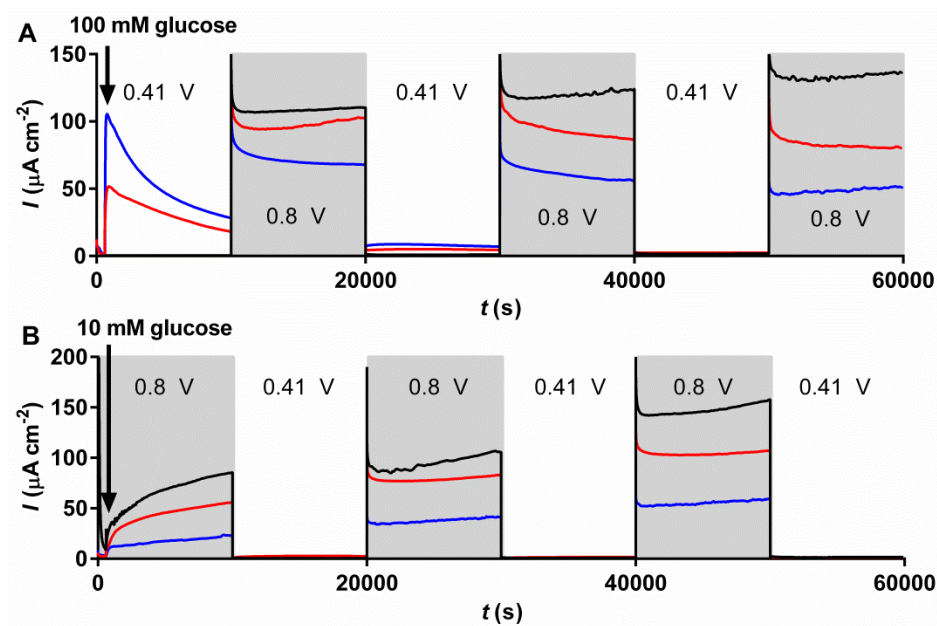 A 100 mM glucose
150
100
50
0
I (µA cm-2)
0.41 V
0.8 V
0.41 V
0.41 V
0.8 V
0 20000 40000 60000
t (s)
B 10 mM glucose
200
150
100
50
0
I (µA cm-2)
0.8 V 0.41 V 0.8 V 0.41 V 0.8 V 0.41 V
0 20000 40000 60000
t (s)